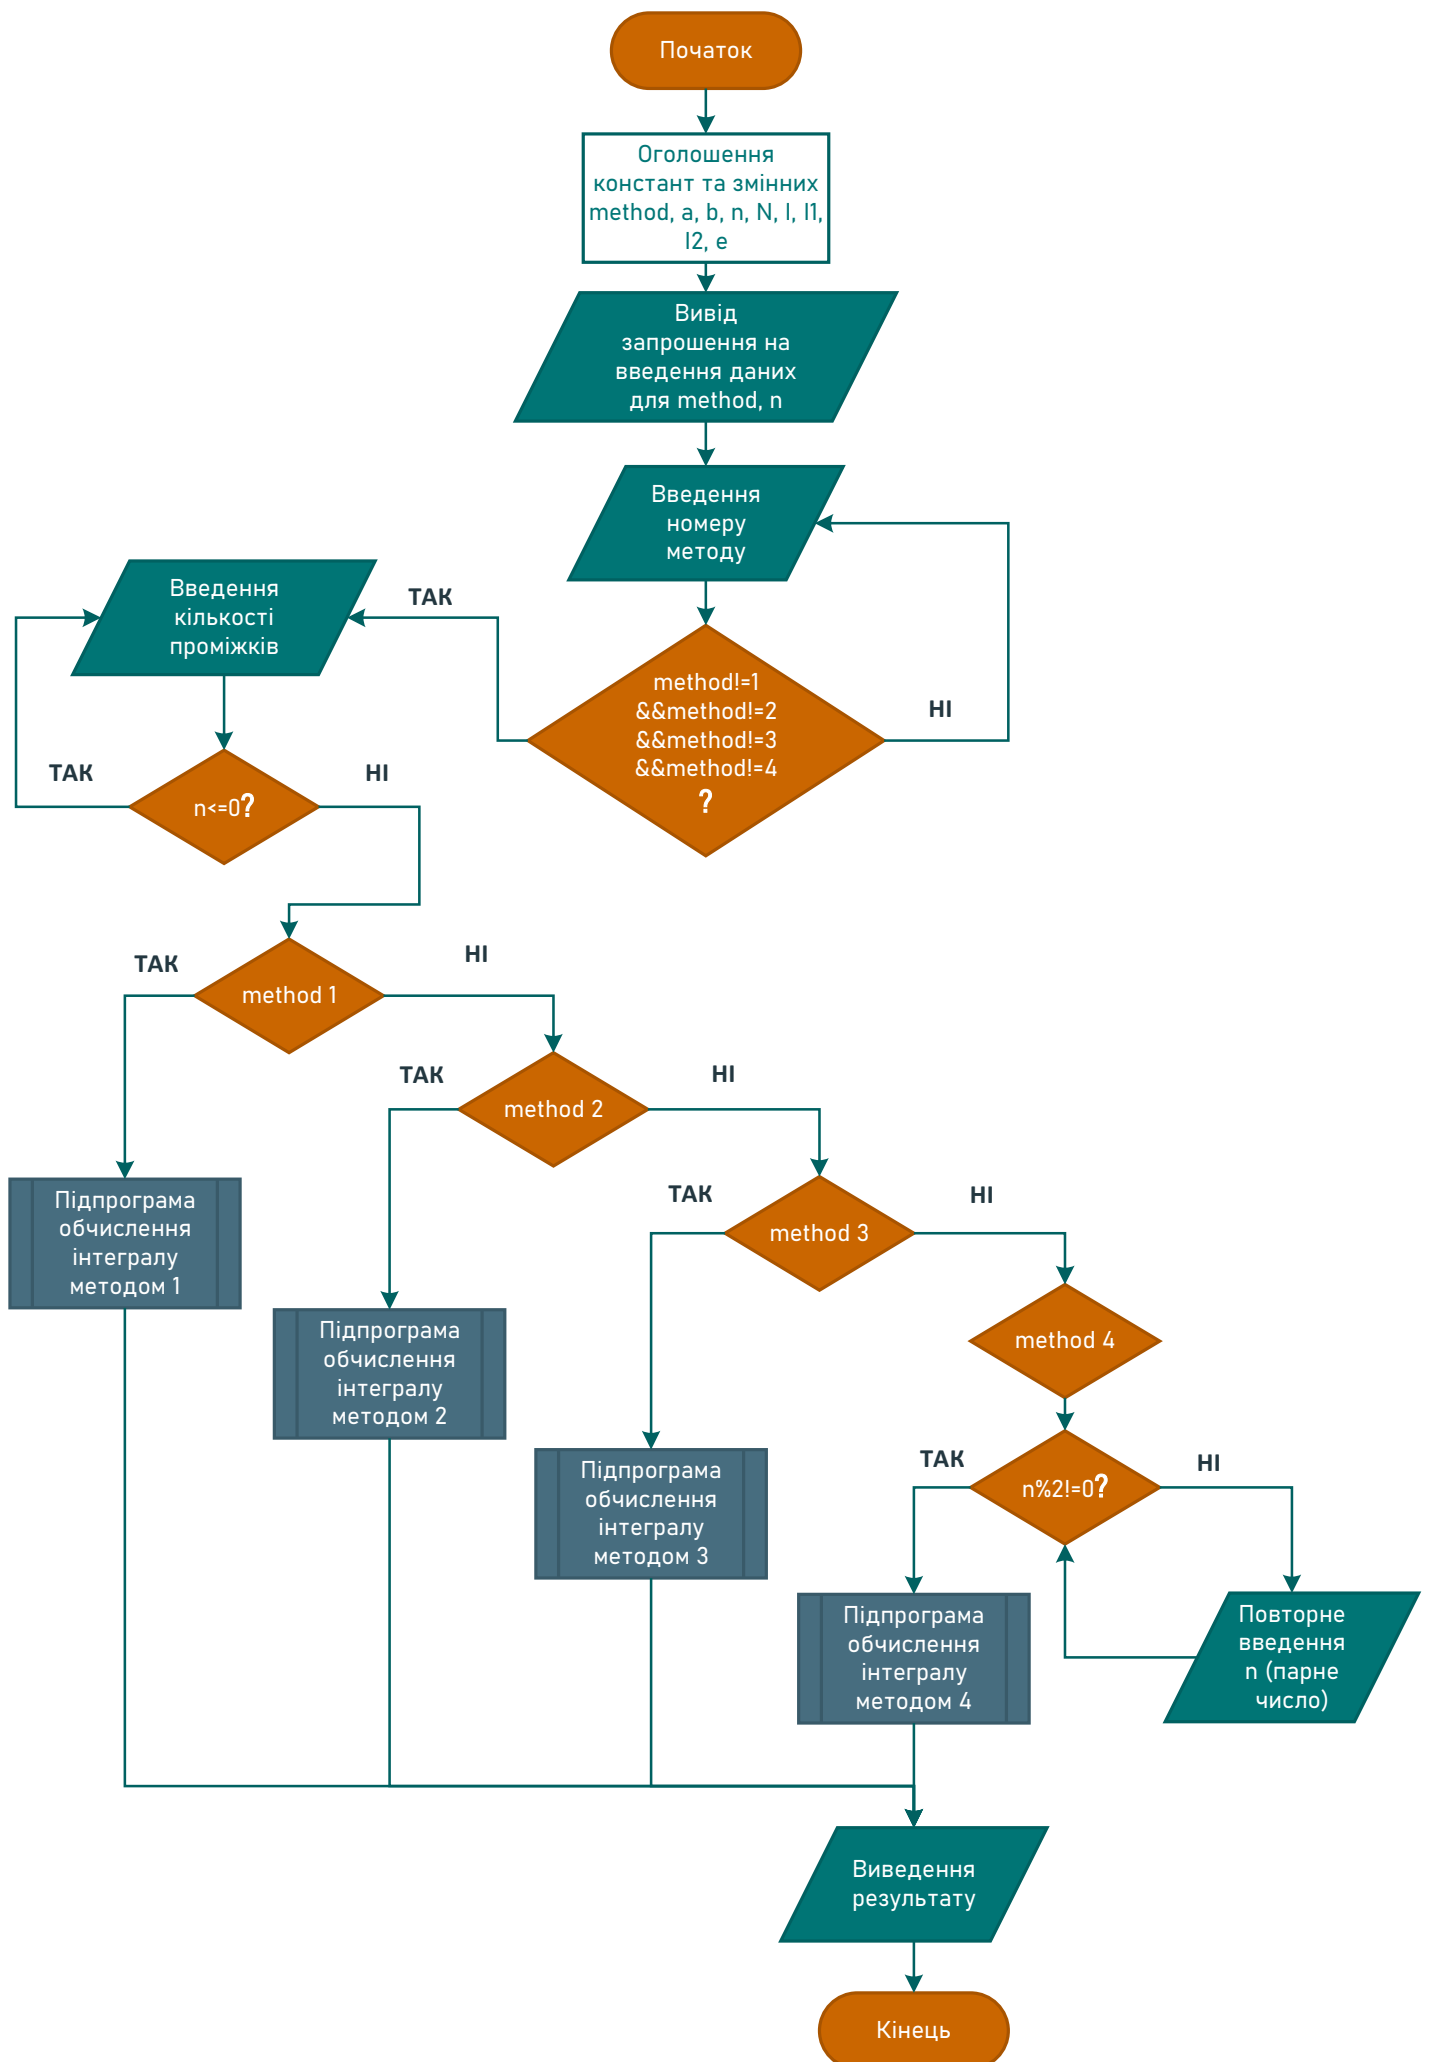 Початок
Оголошення
констант та змінних
method, a, b, n, N, I, I1,
I2, e
Вивід
запрошення на
введення даних
для method, n
Введення
номеру
методу
Введення
кількості
проміжків
ТАК
method!=1
&&method!=2
&&method!=3
&&method!=4
?
НІ
ТАК
n<=0?
НІ
ТАК
method 1
НІ
ТАК
method 2
НІ
Підпрограма
обчислення
інтегралу
методом 1
ТАК
method 3
НІ
Підпрограма
обчислення
інтегралу
методом 2
method 4
ТАК
n%2!=0?
НІ
Підпрограма
обчислення
інтегралу
методом 3
Підпрограма
обчислення
інтегралу
методом 4
Повторне
введення
n (парне
число)
Виведення
результату
Кінець